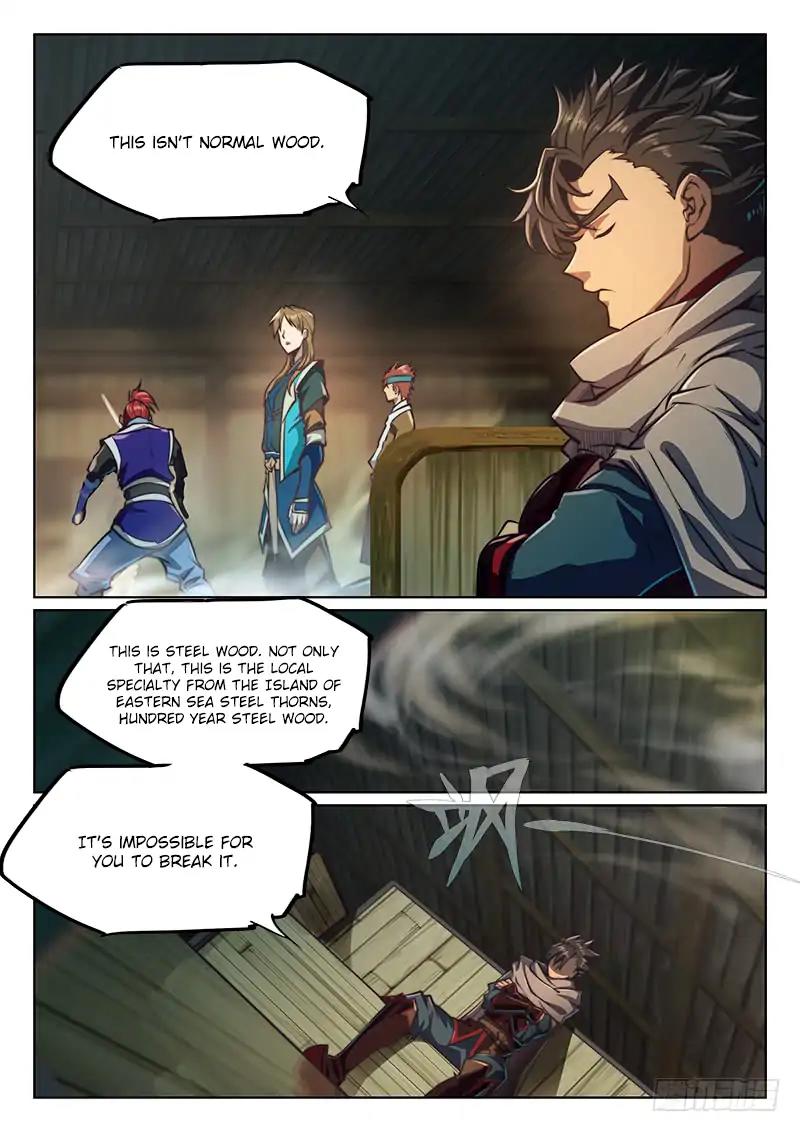 THIS ISN'T NORMAL WOOD.
THIS IS STEEL WOOD. NOT ONLY
THAT, THIS IS THE LOCAL
SPECIALTY FROM THE ISLAND OF
EASTERN SEA STEEL THORNS,
HUNDRED YEAR STEEL WOOD.
IT'S IMPOSSIBLE FOR
YOU TO BREAK IT.